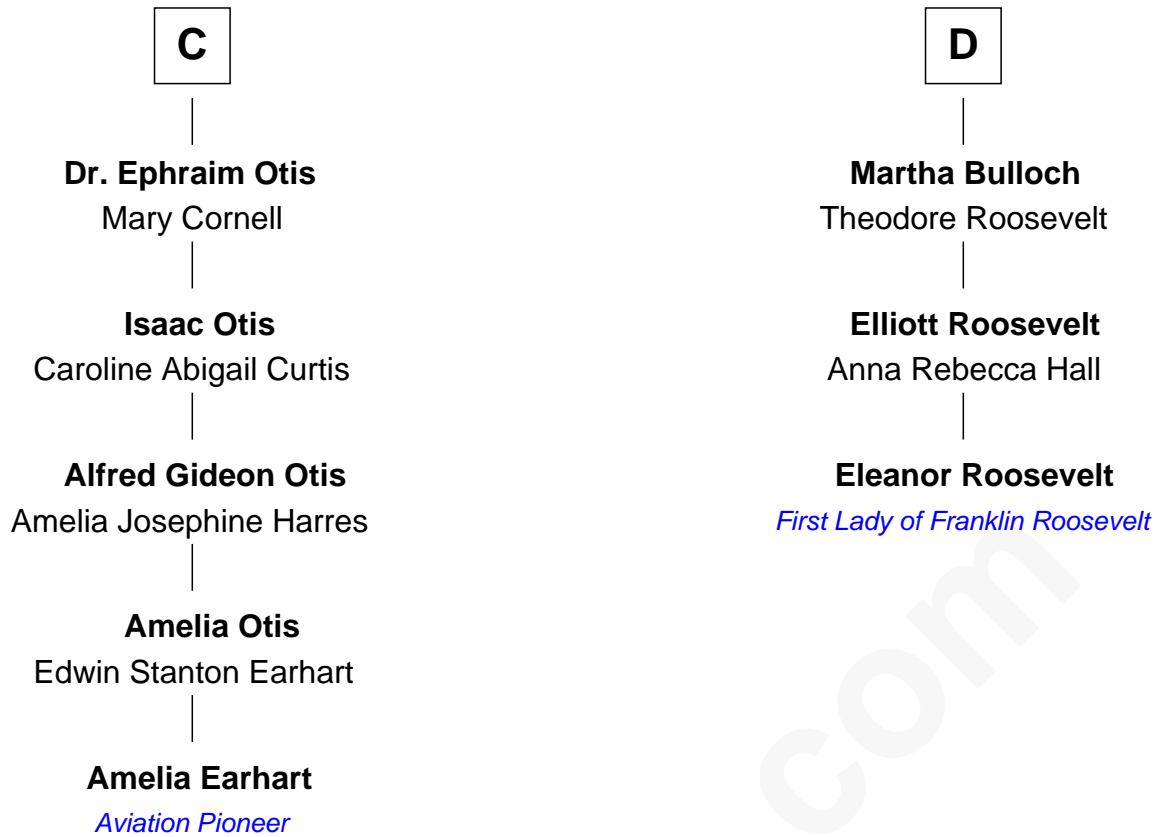 C
Dr. Ephraim Otis
Mary Cornell
Isaac Otis
Caroline Abigail Curtis
Alfred Gideon Otis
Amelia Josephine Harres
Amelia Otis
Edwin Stanton Earhart
Amelia Earhart
Aviation Pioneer
D
Martha Bulloch
Theodore Roosevelt
Elliott Roosevelt
Anna Rebecca Hall
Eleanor Roosevelt
First Lady of Franklin Roosevelt
com